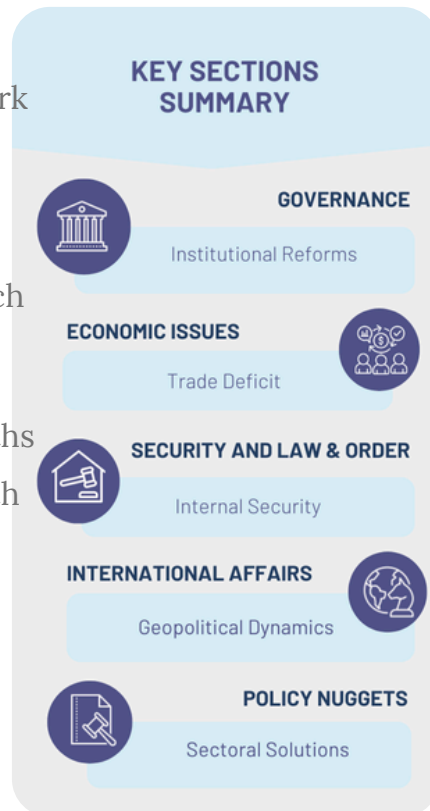 KEY SECTIONS
SUMMARY
GOVERNANCE
Institutional Reforms
ECONOMIC ISSUES
Trade Deficit
SECURITY AND LAW & ORDER
Internal Security
INTERNATIONAL AFFAIRS
Geopolitical Dynamics
POLICY NUGGETS
Sectoral Solutions